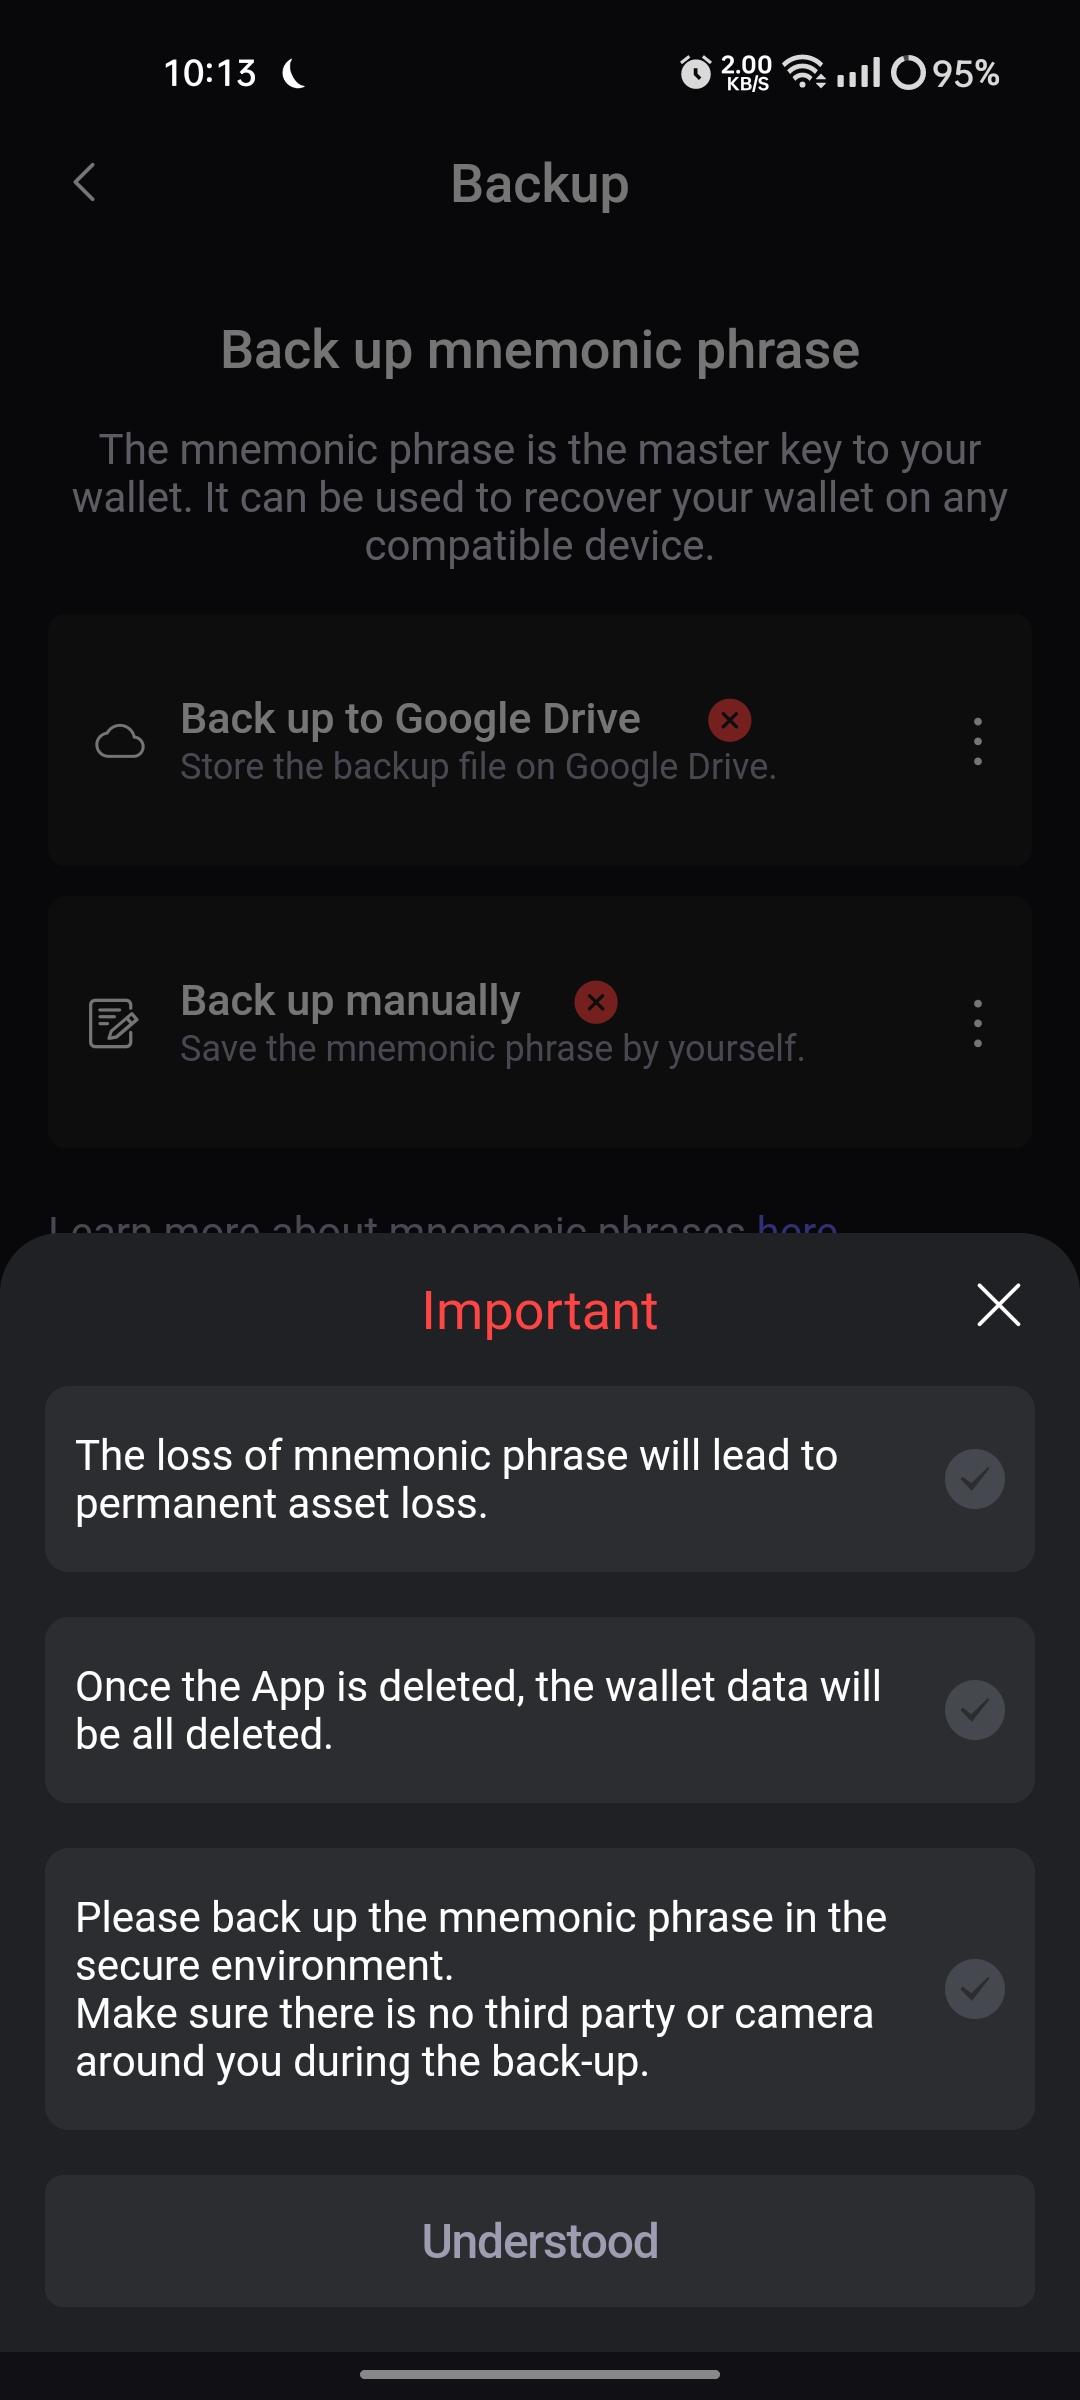 10:13
2.00
KB/S
95%
Backup
Back up mnemonic phrase
The mnemonic phrase is the master key to your
wallet. It can be used to recover your wallet on any
compatible device.
Back up to Google Drive
Store the backup file on Google Drive.
Back up manually
Save the mnemonic phrase by yourself.
Learn more about mnemonic phrases here
Important
The loss of mnemonic phrase will lead to
permanent asset loss.
Once the App is deleted, the wallet data will
be all deleted.
Please back up the mnemonic phrase in the
secure environment.
Make sure there is no third party or camera
around you during the back-up.
Understood